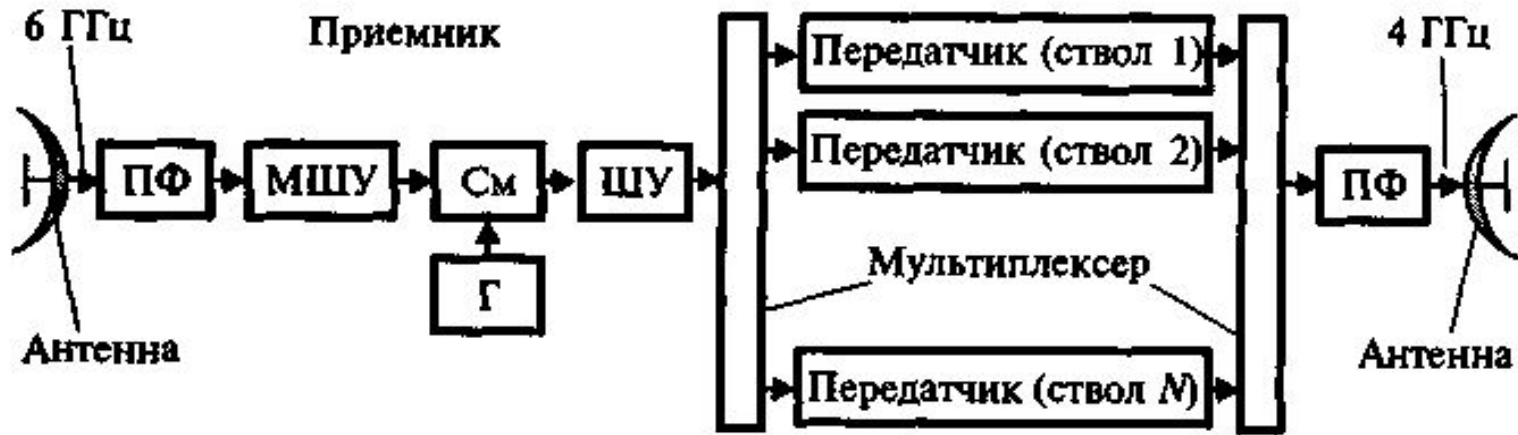 6 ГГц
Приемник
Передатчик (ствол 1)
4 ГГц
Передатчик (ствол 2)
ПФ
МШУ
См
ШУ
ПФ
Г
Мультиплексер
Антенна
Передатчик (ствол N)
Антенна